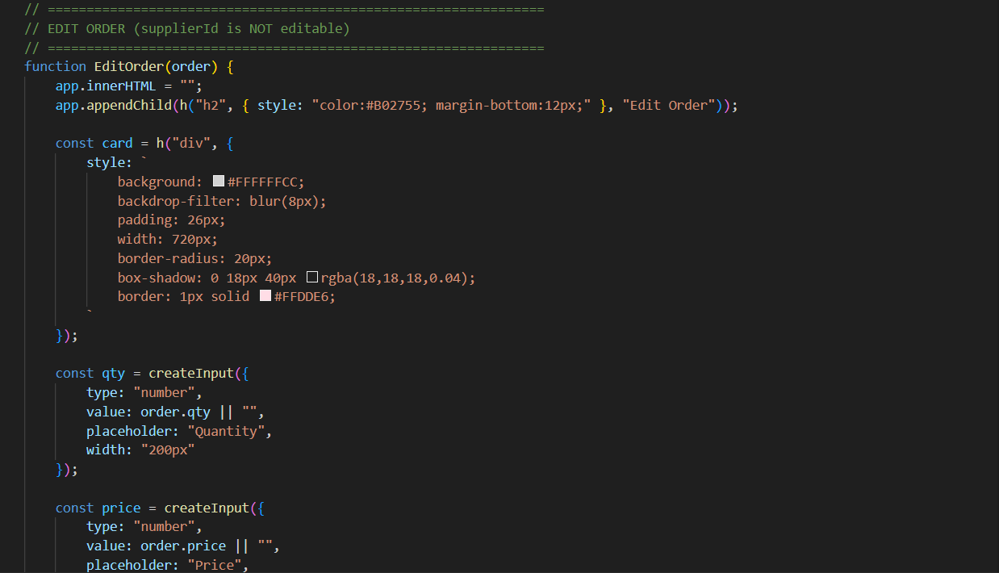 // ================================================================
// EDIT ORDER (supplierId is NOT editable)
// ================================================================
function EditOrder(order) {
    app.innerHTML = "";
    app.appendChild(h("h2", { style: "color:#B02755; margin-bottom:12px;" }, "Edit Order"));

    const card = h("div", {
        style: `
            background: #FFFFFFCC;
            backdrop-filter: blur(8px);
            padding: 26px;
            width: 720px;
            border-radius: 20px;
            box-shadow: 0 18px 40px rgba(18,18,18,0.04);
            border: 1px solid #FFDDE6;
        `
    });

    const qty = createInput({
        type: "number",
        value: order.qty || "",
        placeholder: "Quantity",
        width: "200px"
    });

    const price = createInput({
        type: "number",
        value: order.price || "",
        placeholder: "Price",